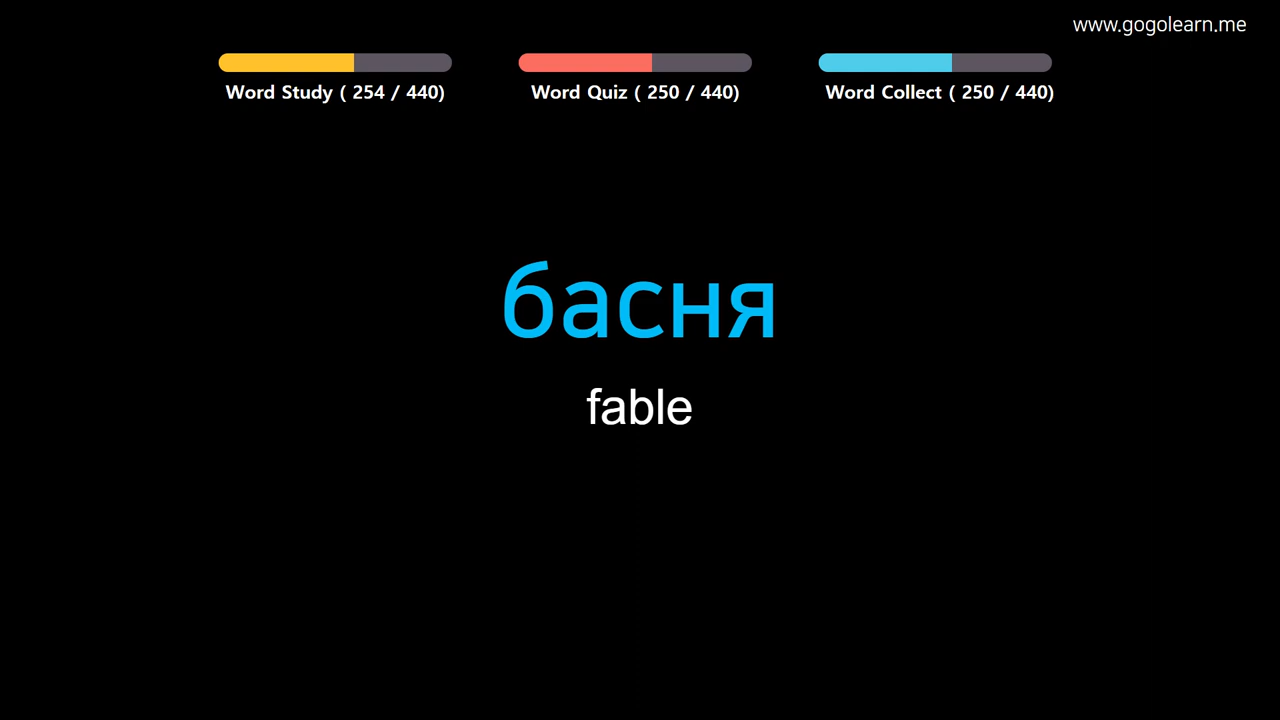 www.gogolearn.me
Word Study ( 254 / 440)
Word Quiz ( 250 / 440)
Word Collect ( 250 / 440)
басня
fable